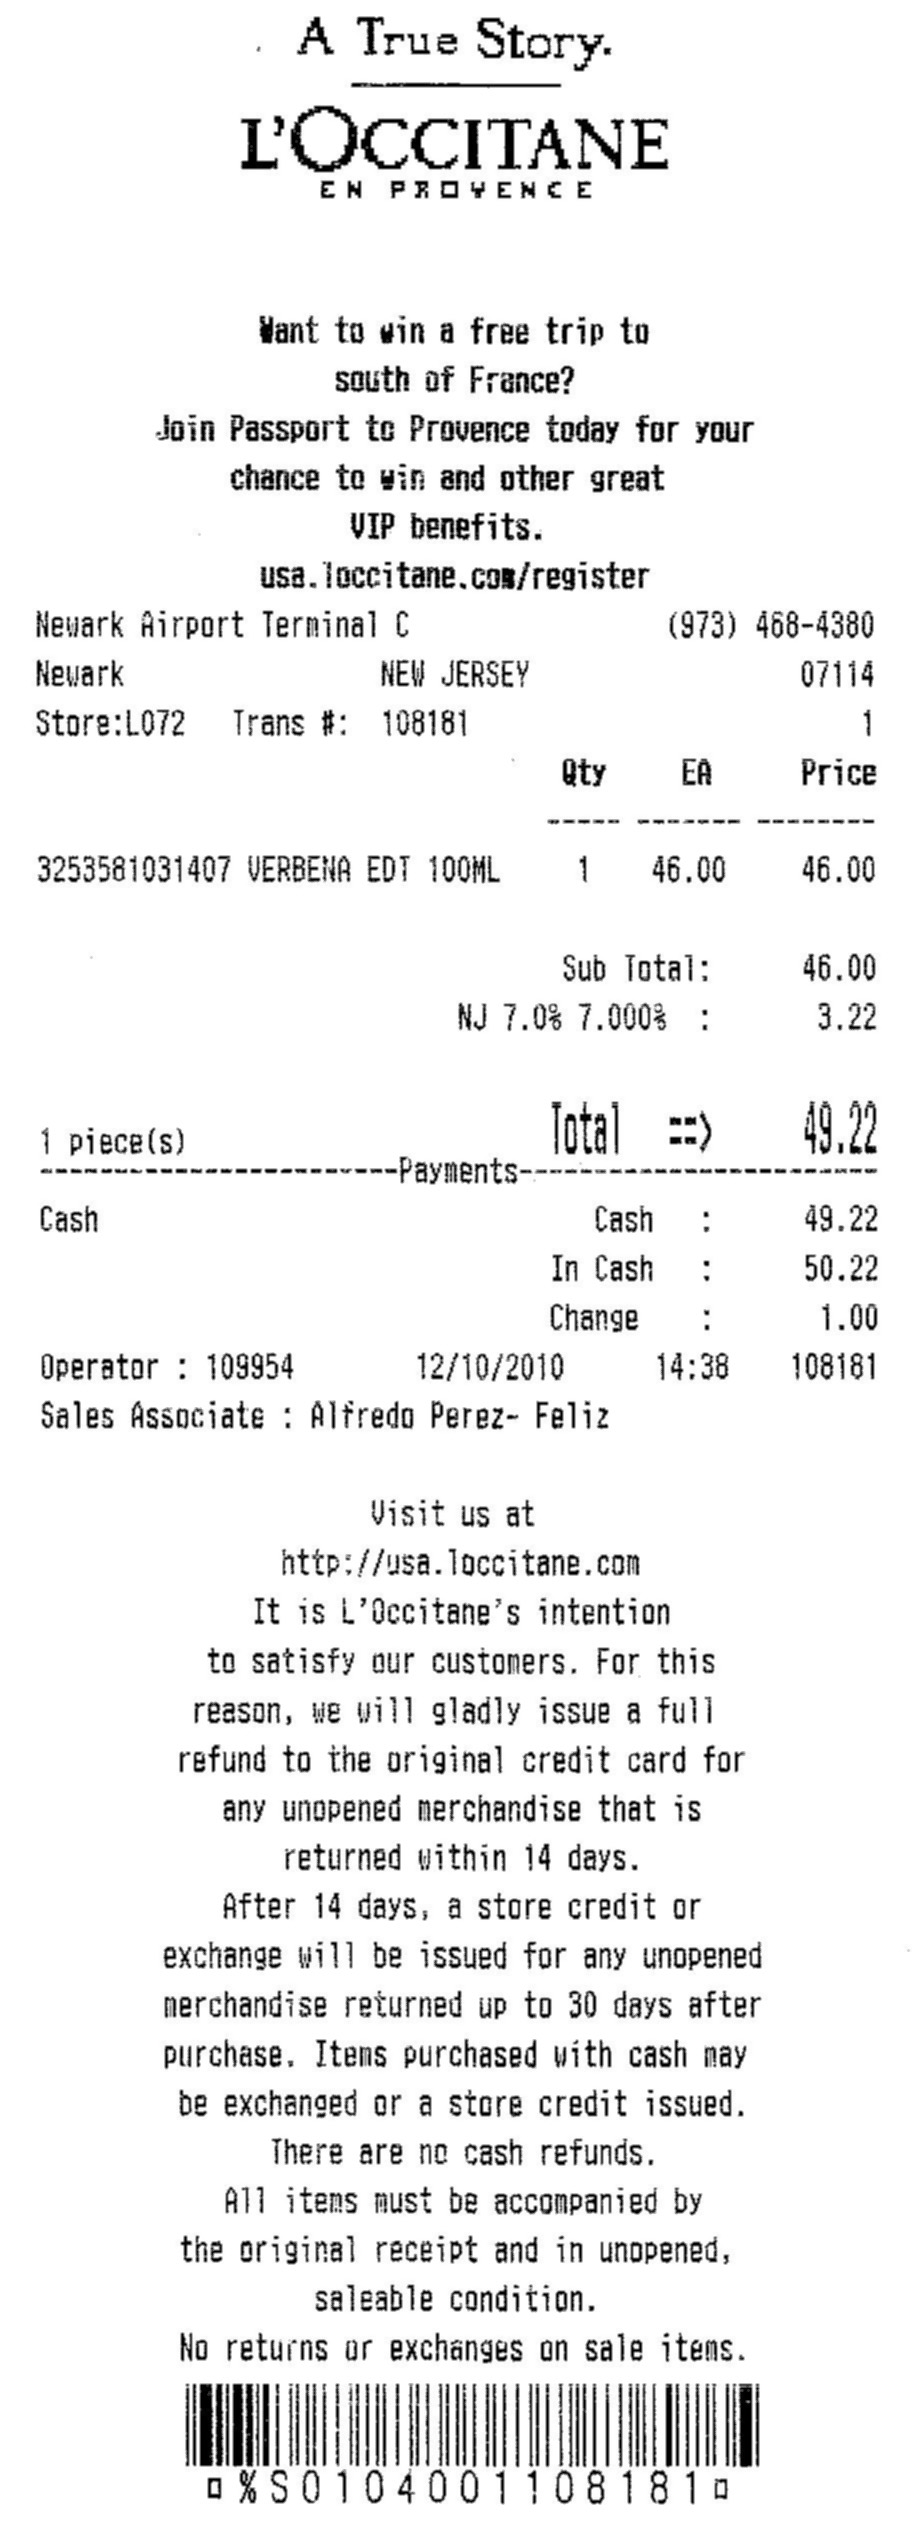 A True Story.
L'OCCITANE
EN PROVENCE
Want to win a free trip to
south of France?
Join Passport to Provence today for your
chance to win and other great
VIP benefits.
usa.loccitane.com/register
Newark Airport Terminal C (973) 468-4380
Newark NEW JERSEY 07114
Store:L072 Trans #: 108181 1
Qty EA Price
----- ------- --------
3253581031407 VERBENA EDT 100ML 1 46.00 46.00
Sub Total: 46.00
NJ 7.0% 7.000% : 3.22
1 piece(s) Total ==> 49.22
------------------------Payments------------------------
Cash Cash : 49.22
In Cash : 50.22
Change : 1.00
Operator : 109954 12/10/2010 14:38 108181
Sales Associate : Alfredo Perez- Feliz
Visit us at
http://usa.loccitane.com
It is L'Occitane's intention
to satisfy our customers. For this
reason, we will gladly issue a full
refund to the original credit card for
any unopened merchandise that is
returned within 14 days.
After 14 days, a store credit or
exchange will be issued for any unopened
merchandise returned up to 30 days after
purchase. Items purchased with cash may
be exchanged or a store credit issued.
There are no cash refunds.
All items must be accompanied by
the original receipt and in unopened,
saleable condition.
No returns or exchanges on sale items.
¤%S0104001108181¤